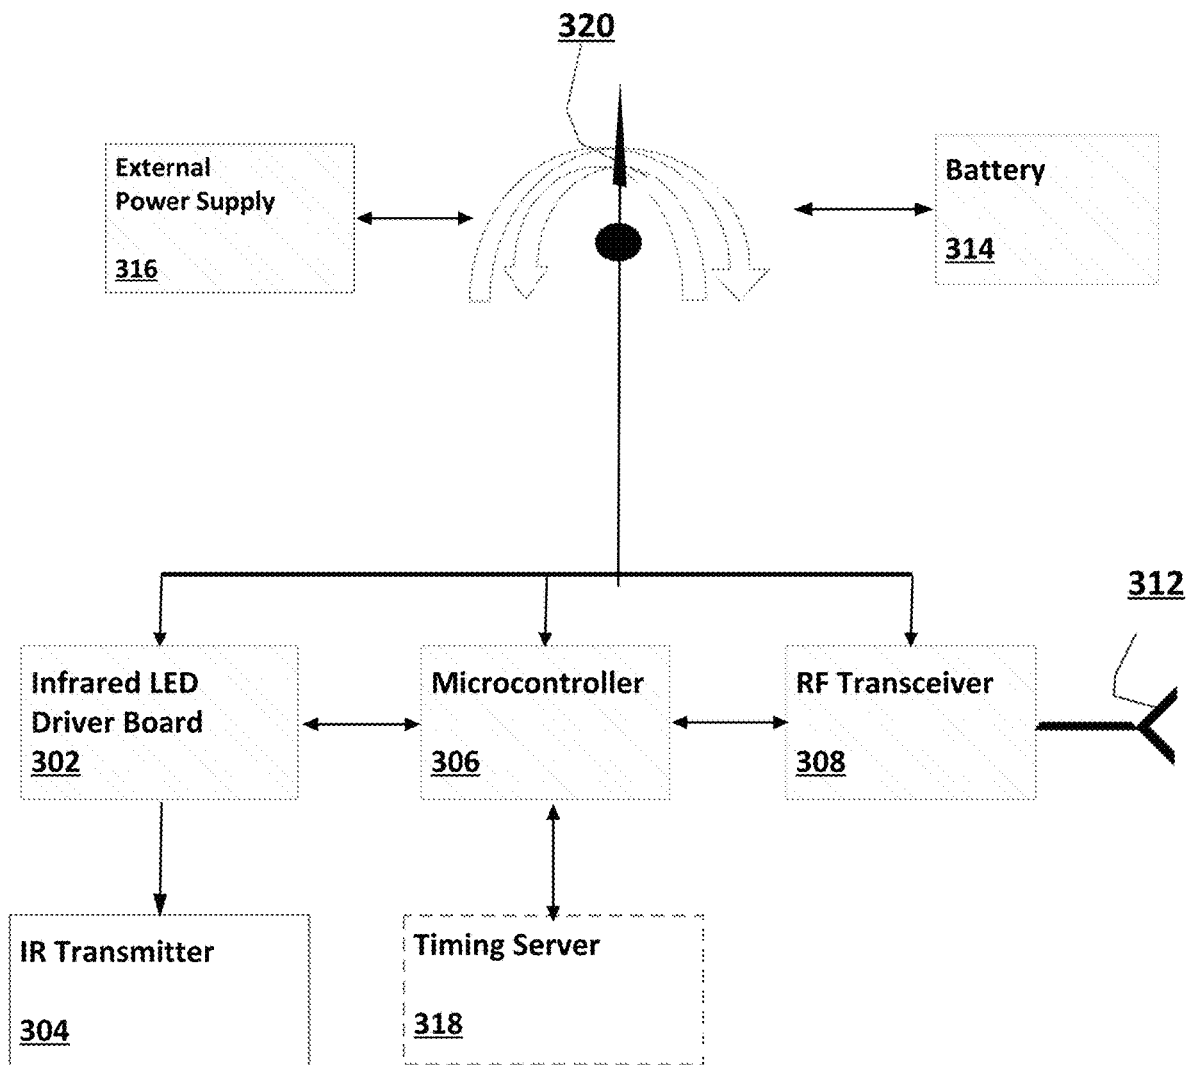 320
External
Power Supply
316
Battery
314
312
Infrared LED
Driver Board
302
Microcontroller
306
RF Transceiver
308
IR Transmitter
304
Timing Server
318